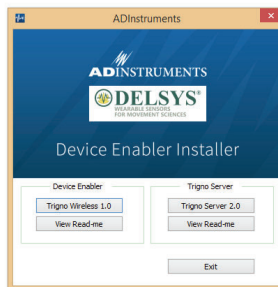 ADInstruments
ADINSTRUMENTS
DELSYS®
WEARABLE SENSORS
FOR MOVEMENT SCIENCES
Device Enabler Installer
Device Enabler
Trigno Wireless 1.0
View Read-me
Trigno Server
Trigno Server 2.0
View Read-me
Exit